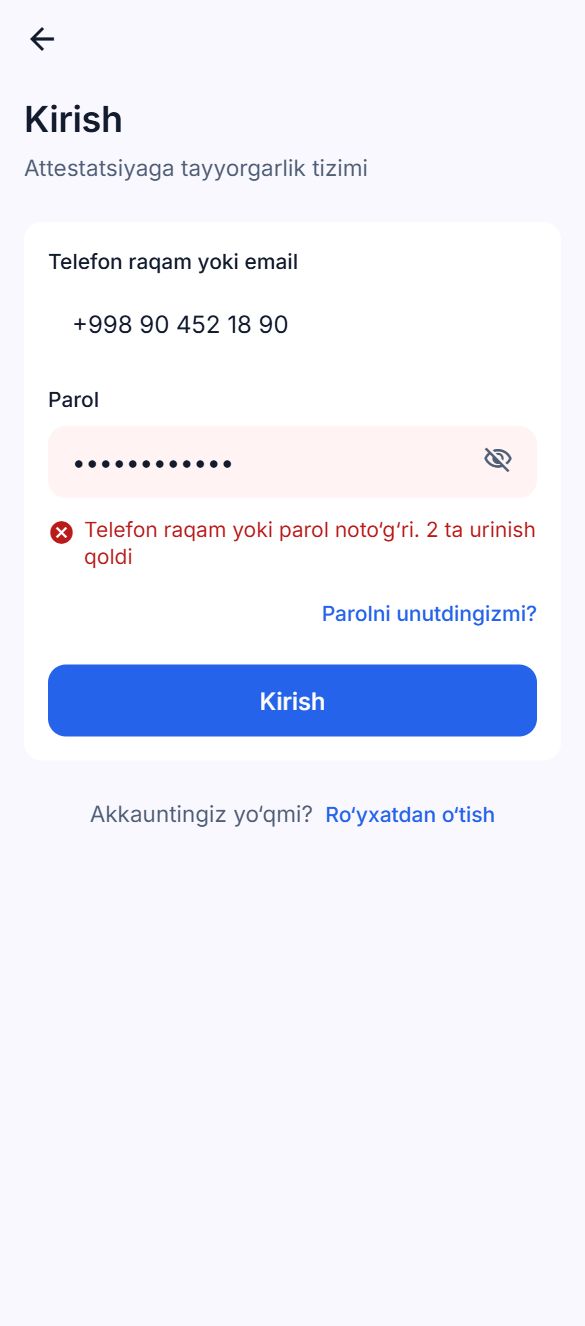 Kirish
Attestatsiyaga tayyorgarlik tizimi
Telefon raqam yoki email
+998 90 452 18 90
Parol
••••••••••••
Telefon raqam yoki parol noto‘g‘ri. 2 ta urinish
qoldi
Parolni unutdingizmi?
Kirish
Akkauntingiz yo‘qmi? Ro‘yxatdan o‘tish